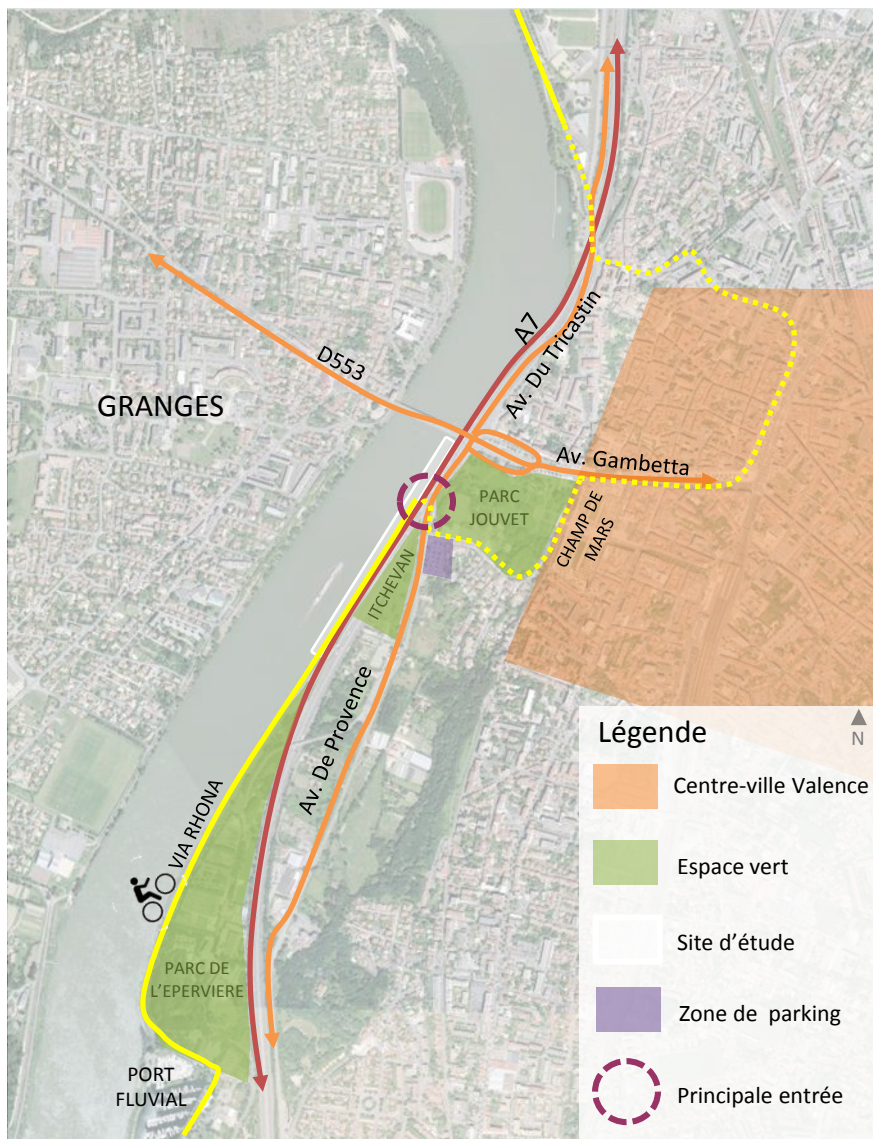 A7
Av. Du Tricastin
D553
GRANGES
Av. Gambetta
PARC
JOUVET
CHAMP DE
MARS
ITCHEVAN
Av. De Provence
VIA RHONA
PARC DE
L'EPERVIERE
PORT
FLUVIAL
N
Légende
Centre-ville Valence
Espace vert
Site d'étude
Zone de parking
Principale entrée